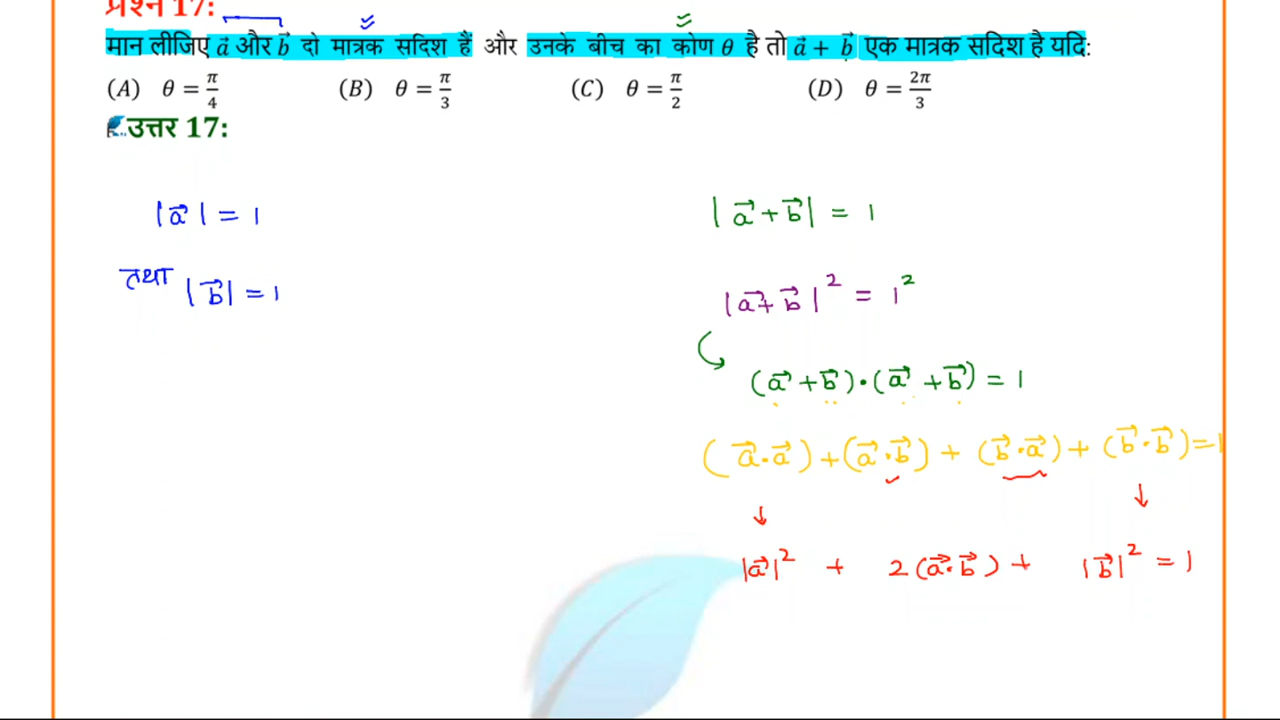 प्रश्न 17:
मान लीजिए a⃗ और b⃗ दो मात्रक सदिश हैं और उनके बीच का कोण θ है तो a⃗ + b⃗ एक मात्रक सदिश है यदि:
(A) θ = π/4 (B) θ = π/3 (C) θ = π/2 (D) θ = 2π/3
उत्तर 17:
|a⃗| = 1
तथा |b⃗| = 1
|a⃗ + b⃗| = 1
|a⃗ + b⃗|² = 1²
(a⃗ + b⃗)·(a⃗ + b⃗) = 1
(a⃗·a⃗) + (a⃗·b⃗) + (b⃗·a⃗) + (b⃗·b⃗) = 1
|a⃗|² + 2(a⃗·b⃗) + |b⃗|² = 1